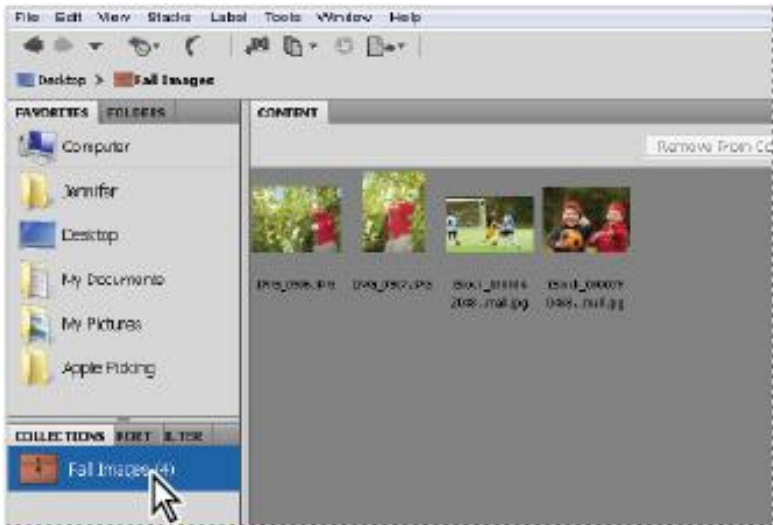 File Edit View Stacks Label Tools Window Help
Desktop > Fall Images
FAVORITES FOLDERS
CONTENT
Computer
Remove From Co
Jennifer
Desktop
My Documents
My Pictures
Apple Picking
COLLECTIONS
Fall Images (4)